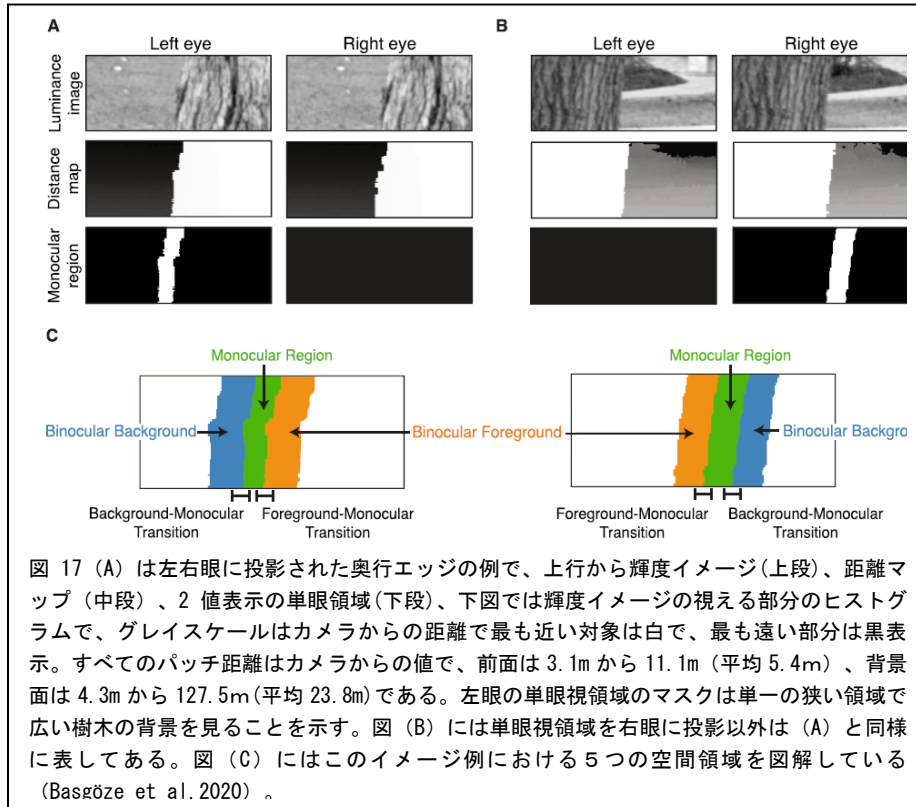 A
B
Left eye Right eye Left eye Right eye
Luminance
image
Distance
map
Monocular
region
C
Monocular Region Monocular Region
Binocular Background Binocular Foreground Binocular Backgro
Background-Monocular Foreground-Monocular Foreground-Monocular Background-Monocular
Transition Transition Transition Transition
図 17 (A) は左右眼に投影された奥行エッジの例で、上行から輝度イメージ(上段)、距離マ
ップ（中段）、2 値表示の単眼領域(下段)、下図では輝度イメージの視える部分のヒストグ
ラムで、グレイスケールはカメラからの距離で最も近い対象は白で、最も遠い部分は黒表
示。すべてのパッチ距離はカメラからの値で、前面は 3.1m から 11.1m（平均 5.4ｍ）、背景
面は 4.3m から 127.5ｍ(平均 23.8m)である。左眼の単眼視領域のマスクは単一の狭い領域で
広い樹木の背景を見ることを示す。図（B）には単眼視領域を右眼に投影以外は（A）と同様
に表してある。図（C）にはこのイメージ例における５つの空間領域を図解している
（Basgöze et al.2020）。